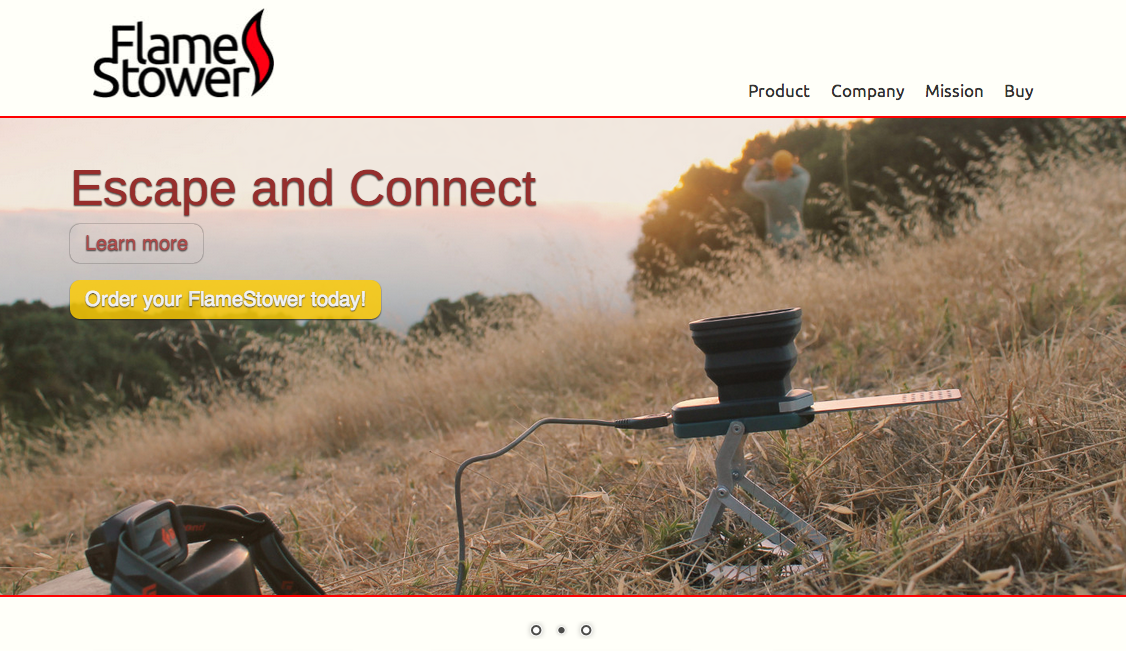 Flame
Stower
Product Company Mission Buy
Escape and Connect
Learn more
Order your FlameStower today!